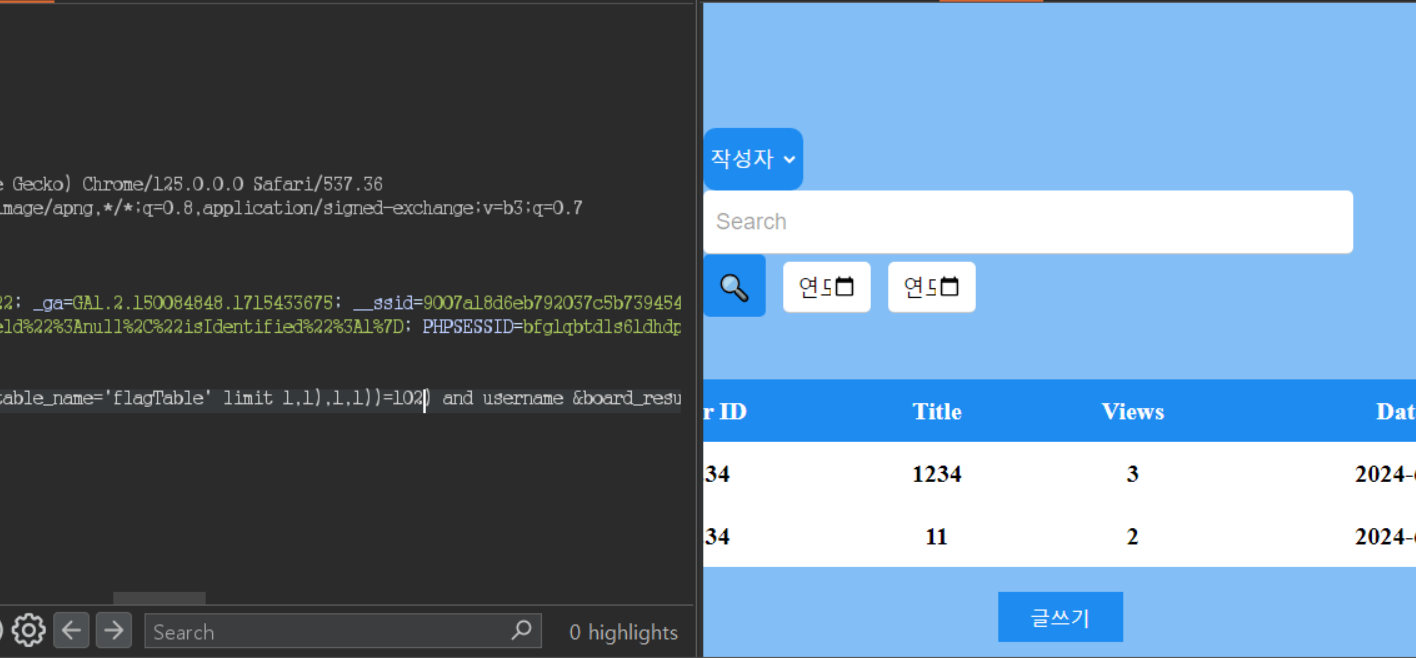 e Gecko) Chrome/125.0.0.0 Safari/537.36
image/apng,*/*;q=0.8,application/signed-exchange;v=b3;q=0.7
22; _ga=GA1.2.150084848.1715433675; __ssid=9007a18d6eb792037c5b739454
eld%22%3Anull%2C%22isIdentified%22%3A1%7D; PHPSESSID=bfglqbtdls6ldhdp
table_name='flagTable' limit 1,1),1,1))=102) and username &board_resu
Search
0 highlights
작성자
Search
연도
연도
r ID Title Views Dat
34 1234 3 2024-
34 11 2 2024-
글쓰기